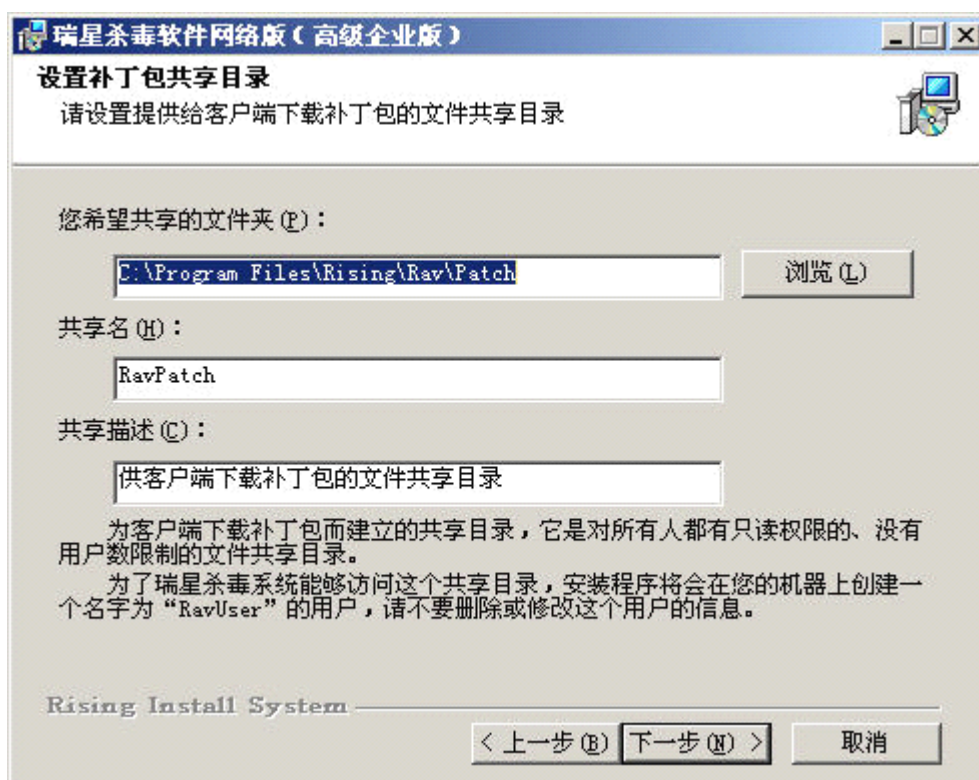 瑞星杀毒软件网络版（高级企业版）
设置补丁包共享目录
请设置提供给客户端下载补丁包的文件共享目录
您希望共享的文件夹(P)：
C:\Program Files\Rising\Rav\Patch
浏览(L)
共享名(H)：
RavPatch
共享描述(C)：
供客户端下载补丁包的文件共享目录
为客户端下载补丁包而建立的共享目录，它是对所有人都有只读权限的、没有
用户数限制的文件共享目录。
为了瑞星杀毒系统能够访问这个共享目录，安装程序将会在您的机器上创建一
个名字为“RavUser”的用户，请不要删除或修改这个用户的信息。
Rising Install System
< 上一步(B) 下一步(N) > 取消